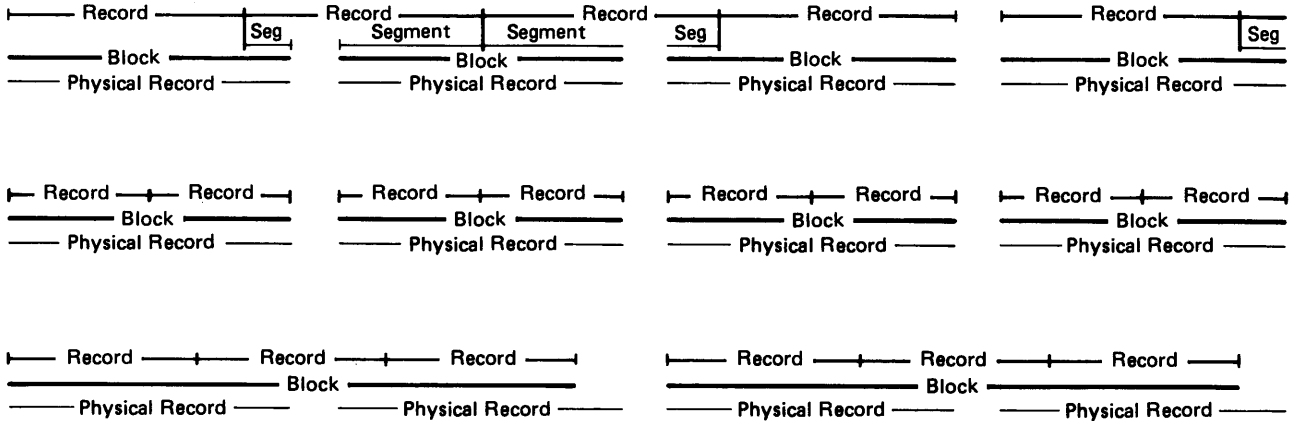 Record Record Record Record Record
Seg Segment Segment Seg Seg
Block Block Block Block
Physical Record Physical Record Physical Record Physical Record
Record Record Record Record Record Record Record Record
Block Block Block Block
Physical Record Physical Record Physical Record Physical Record
Record Record Record Record Record Record
Block Block
Physical Record Physical Record Physical Record Physical Record